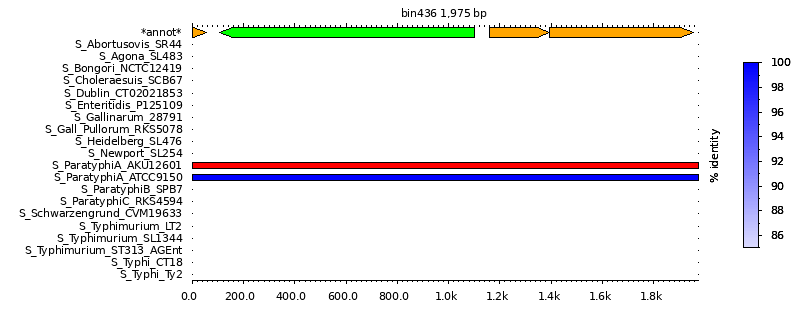 bin436 1,975 bp
*annot*
S_Abortusovis_SR44
S_Agona_SL483
S_Bongori_NCTC12419
S_Choleraesuis_SCB67
S_Dublin_CT02021853
S_Enteritidis_P125109
S_Gallinarum_28791
S_Gall_Pullorum_RKS5078
S_Heidelberg_SL476
S_Newport_SL254
S_ParatyphiA_AKU12601
S_ParatyphiA_ATCC9150
S_ParatyphiB_SPB7
S_ParatyphiC_RKS4594
S_Schwarzengrund_CVM19633
S_Typhimurium_LT2
S_Typhimurium_SL1344
S_Typhimurium_ST313_AGEnt
S_Typhi_CT18
S_Typhi_Ty2
0.0 200.0 400.0 600.0 800.0 1.0k 1.2k 1.4k 1.6k 1.8k
% identity
100
98
96
94
92
90
88
86